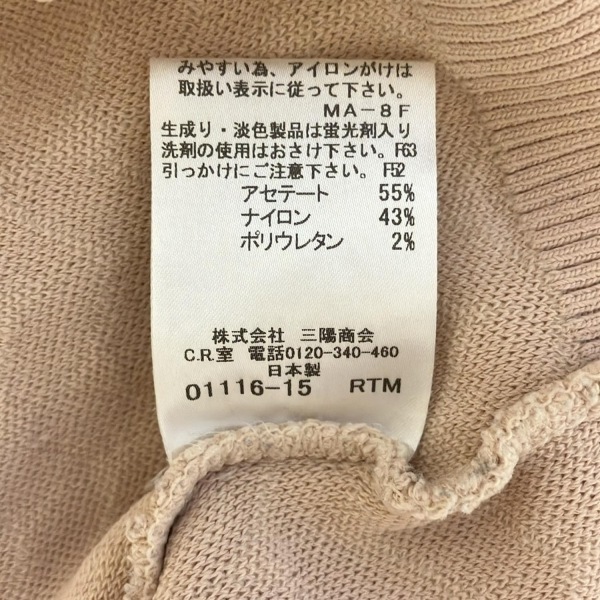 みやすい為、アイロンがけは
取扱い表示に従って下さい。
MA-8F
生成り・淡色製品は蛍光剤入り
洗剤の使用はおさけ下さい。F63
引っかけにご注意下さい。F52
アセテート 55%
ナイロン 43%
ポリウレタン 2%
株式会社 三陽商会
C.R.室 電話0120-340-460
日本製
01116-15 RTM